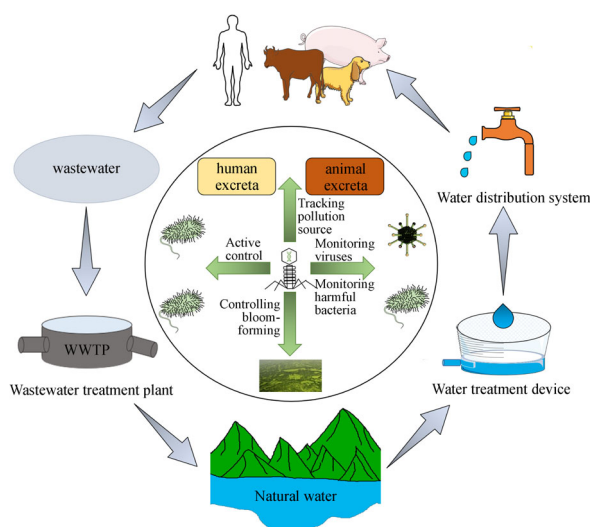 wastewater
human
excreta
animal
excreta
Tracking
pollution
source
Active
control
Monitoring
viruses
Controlling
bloom-
forming
Monitoring
harmful
bacteria
Water distribution system
WWTP
Wastewater treatment plant
Water treatment device
Natural water